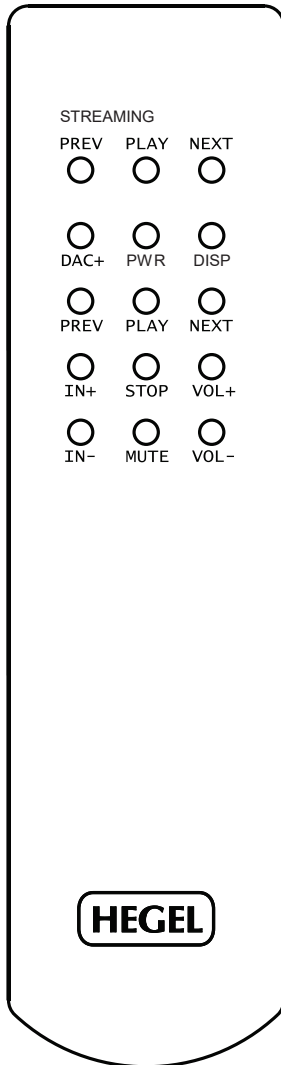 STREAMING
PREV PLAY NEXT
DAC+ PWR DISP
PREV PLAY NEXT
IN+ STOP VOL+
IN- MUTE VOL-
HEGEL